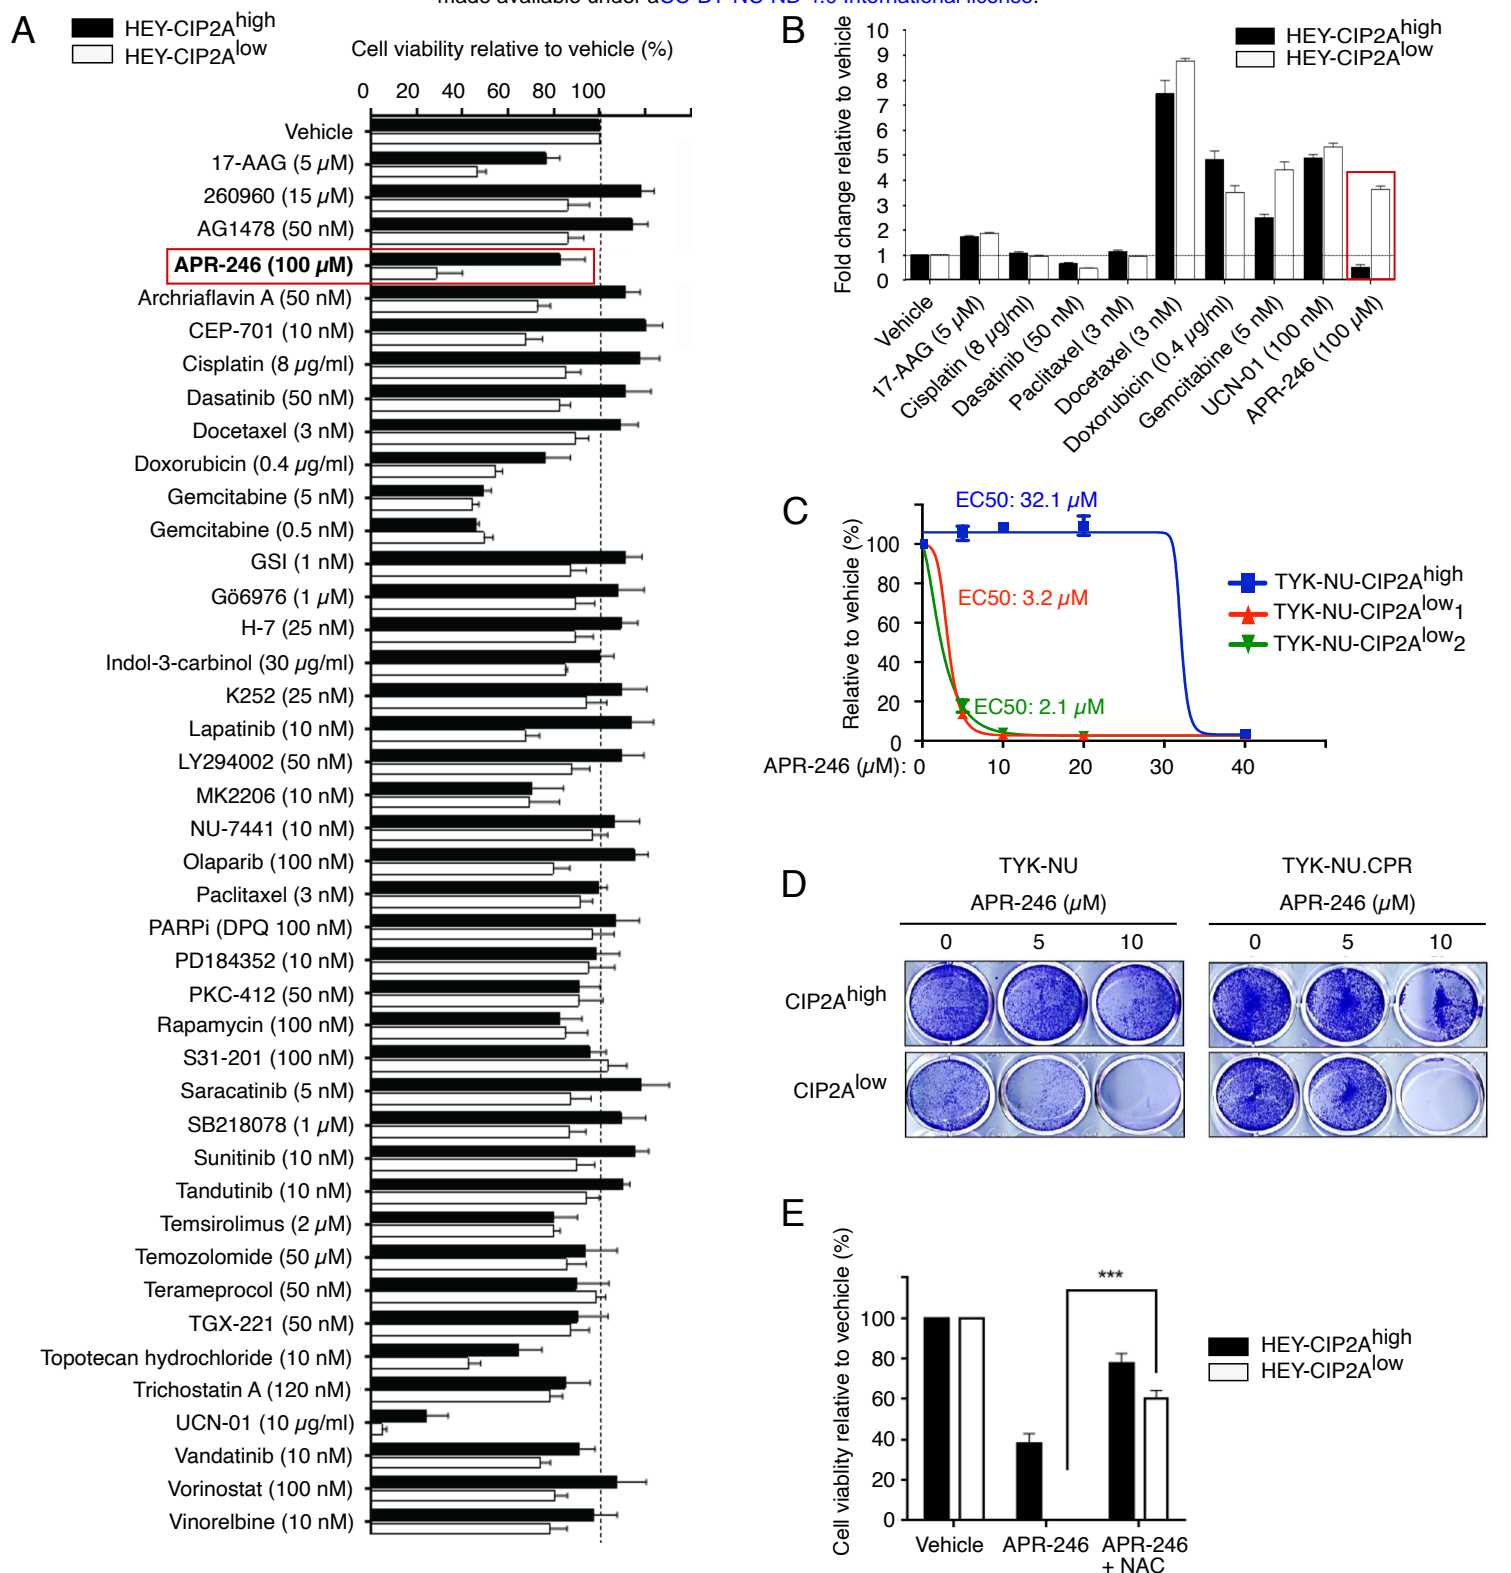 made available under aCC-BY-NC-ND 4.0 International license.
A
HEY-CIP2Ahigh
HEY-CIP2Alow
Cell viability relative to vehicle (%)
0 20 40 60 80 100
Vehicle
17-AAG (5 µM)
260960 (15 µM)
AG1478 (50 nM)
APR-246 (100 µM)
Archriaflavin A (50 nM)
CEP-701 (10 nM)
Cisplatin (8 µg/ml)
Dasatinib (50 nM)
Docetaxel (3 nM)
Doxorubicin (0.4 µg/ml)
Gemcitabine (5 nM)
Gemcitabine (0.5 nM)
GSI (1 nM)
Gö6976 (1 µM)
H-7 (25 nM)
Indol-3-carbinol (30 µg/ml)
K252 (25 nM)
Lapatinib (10 nM)
LY294002 (50 nM)
MK2206 (10 nM)
NU-7441 (10 nM)
Olaparib (100 nM)
Paclitaxel (3 nM)
PARPi (DPQ 100 nM)
PD184352 (10 nM)
PKC-412 (50 nM)
Rapamycin (100 nM)
S31-201 (100 nM)
Saracatinib (5 nM)
SB218078 (1 µM)
Sunitinib (10 nM)
Tandutinib (10 nM)
Temsirolimus (2 µM)
Temozolomide (50 µM)
Terameprocol (50 nM)
TGX-221 (50 nM)
Topotecan hydrochloride (10 nM)
Trichostatin A (120 nM)
UCN-01 (10 µg/ml)
Vandatinib (10 nM)
Vorinostat (100 nM)
Vinorelbine (10 nM)
B
HEY-CIP2Ahigh
HEY-CIP2Alow
Fold change relative to vehicle
10
9
8
7
6
5
4
3
2
1
0
Vehicle
17-AAG (5 µM)
Cisplatin (8 µg/ml)
Dasatinib (50 nM)
Paclitaxel (3 nM)
Docetaxel (3 nM)
Doxorubicin (0.4 µg/ml)
Gemcitabine (5 nM)
UCN-01 (100 nM)
APR-246 (100 µM)
C
EC50: 32.1 µM
EC50: 3.2 µM
EC50: 2.1 µM
Relative to vehicle (%)
100
80
60
40
20
0
APR-246 (µM): 0 10 20 30 40
TYK-NU-CIP2Ahigh
TYK-NU-CIP2Alow1
TYK-NU-CIP2Alow2
D
TYK-NU TYK-NU.CPR
APR-246 (µM) APR-246 (µM)
0 5 10 0 5 10
CIP2Ahigh
CIP2Alow
E
Cell viablity relative to vechicle (%)
***
100
80
60
40
20
0
HEY-CIP2Ahigh
HEY-CIP2Alow
Vehicle APR-246 APR-246
+ NAC